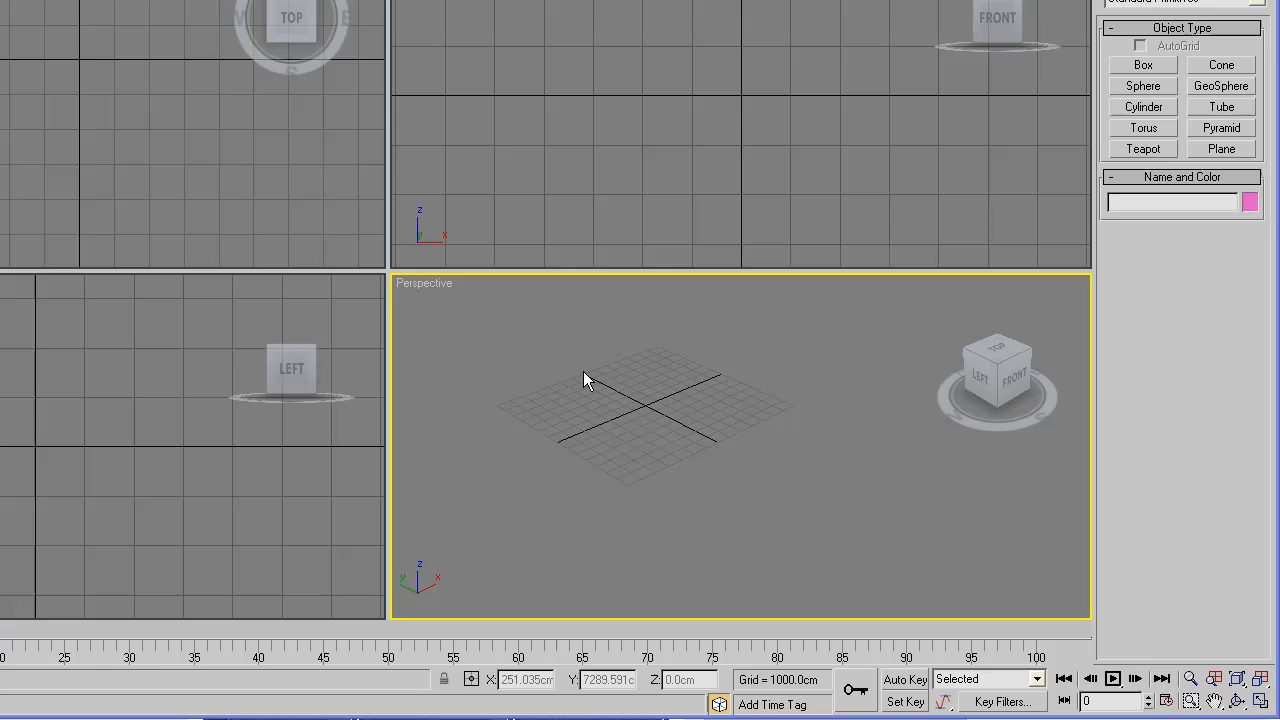 Standard Primitives
TOP
FRONT
- Object Type
AutoGrid
Box Cone
Sphere GeoSphere
Cylinder Tube
Torus Pyramid
Teapot Plane
- Name and Color
S
z
y x
LEFT
Perspective
TOP
LEFT FRONT
z
y x
25 30 35 40 45 50 55 60 65 70 75 80 85 90 95 100
X: 251.035cm Y: 7289.591c Z: 0.0cm Grid = 1000.0cm Auto Key Selected
Add Time Tag Set Key Key Filters... 0